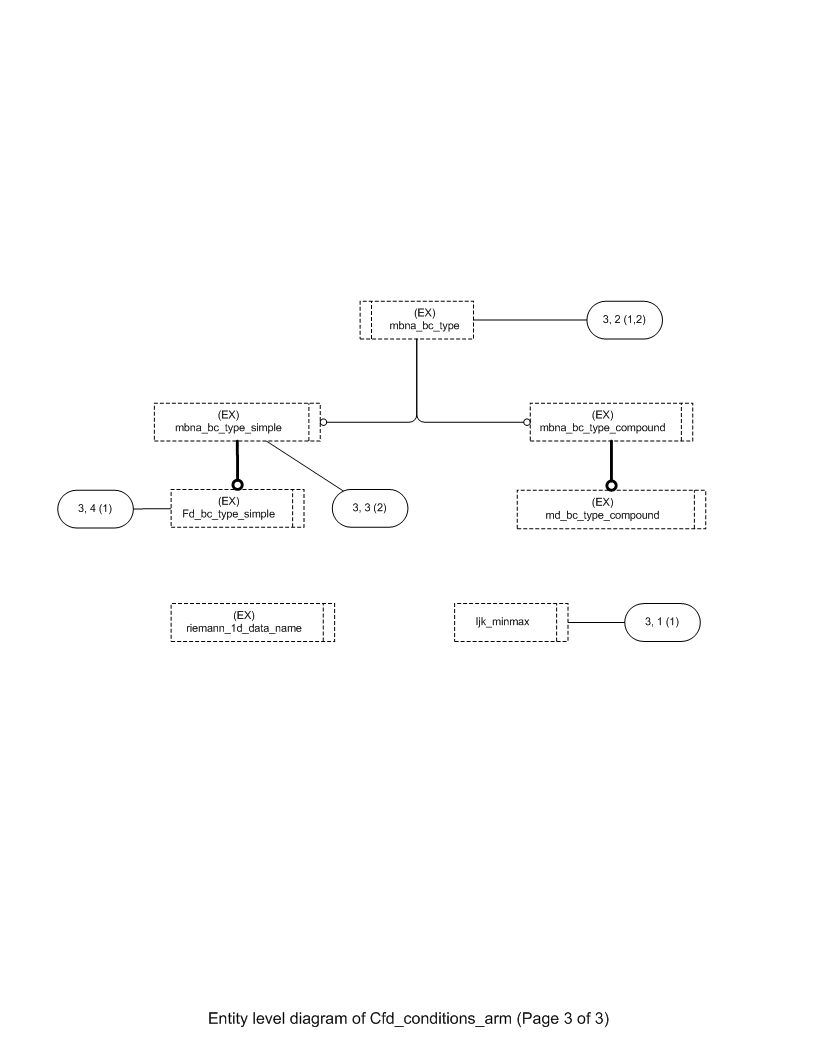 (EX)
mbna_bc_type
3, 2 (1,2)
(EX)
mbna_bc_type_simple
(EX)
mbna_bc_type_compound
3, 4 (1)
(EX)
Fd_bc_type_simple
3, 3 (2)
(EX)
md_bc_type_compound
(EX)
riemann_1d_data_name
ljk_minmax
3, 1 (1)
Entity level diagram of Cfd_conditions_arm (Page 3 of 3)